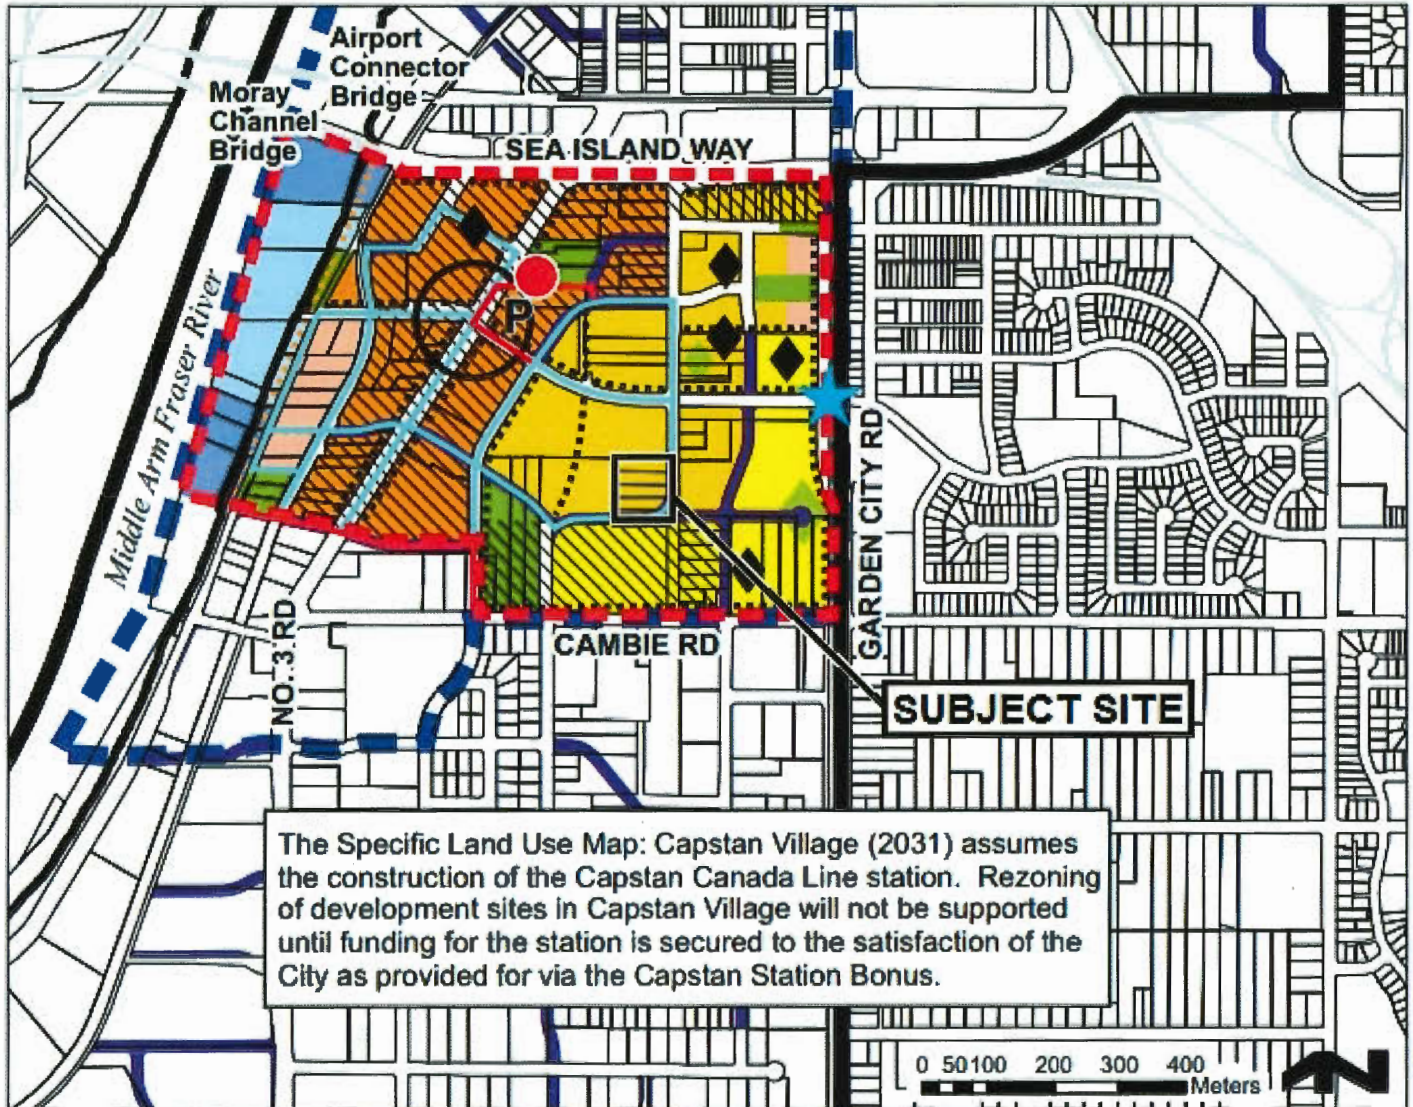 Airport
Connector
Bridge
Moray
Channel
Bridge
SEA ISLAND WAY
P
Middle Arm Fraser River
GARDEN CITY RD
NO. 3 RD
CAMBIE RD
SUBJECT SITE
The Specific Land Use Map: Capstan Village (2031) assumes
the construction of the Capstan Canada Line station. Rezoning
of development sites in Capstan Village will not be supported
until funding for the station is secured to the satisfaction of the
City as provided for via the Capstan Station Bonus.
0 50 100 200 300 400
Meters